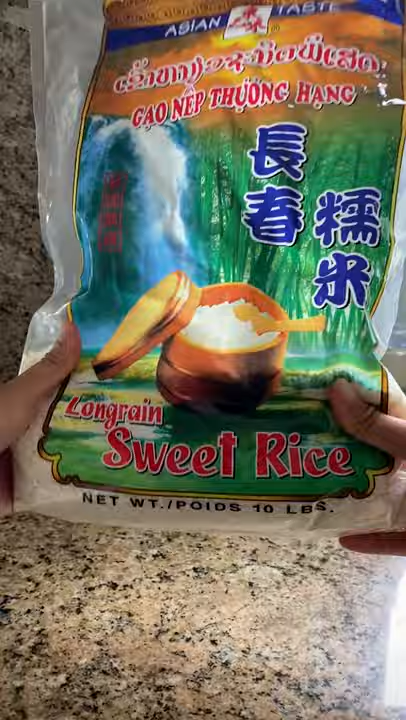 ASIAN TASTE
GẠO NẾP THƯỢNG HẠNG
長春
糯米
Longrain
Sweet Rice
NET WT./POIDS 10 LBS.